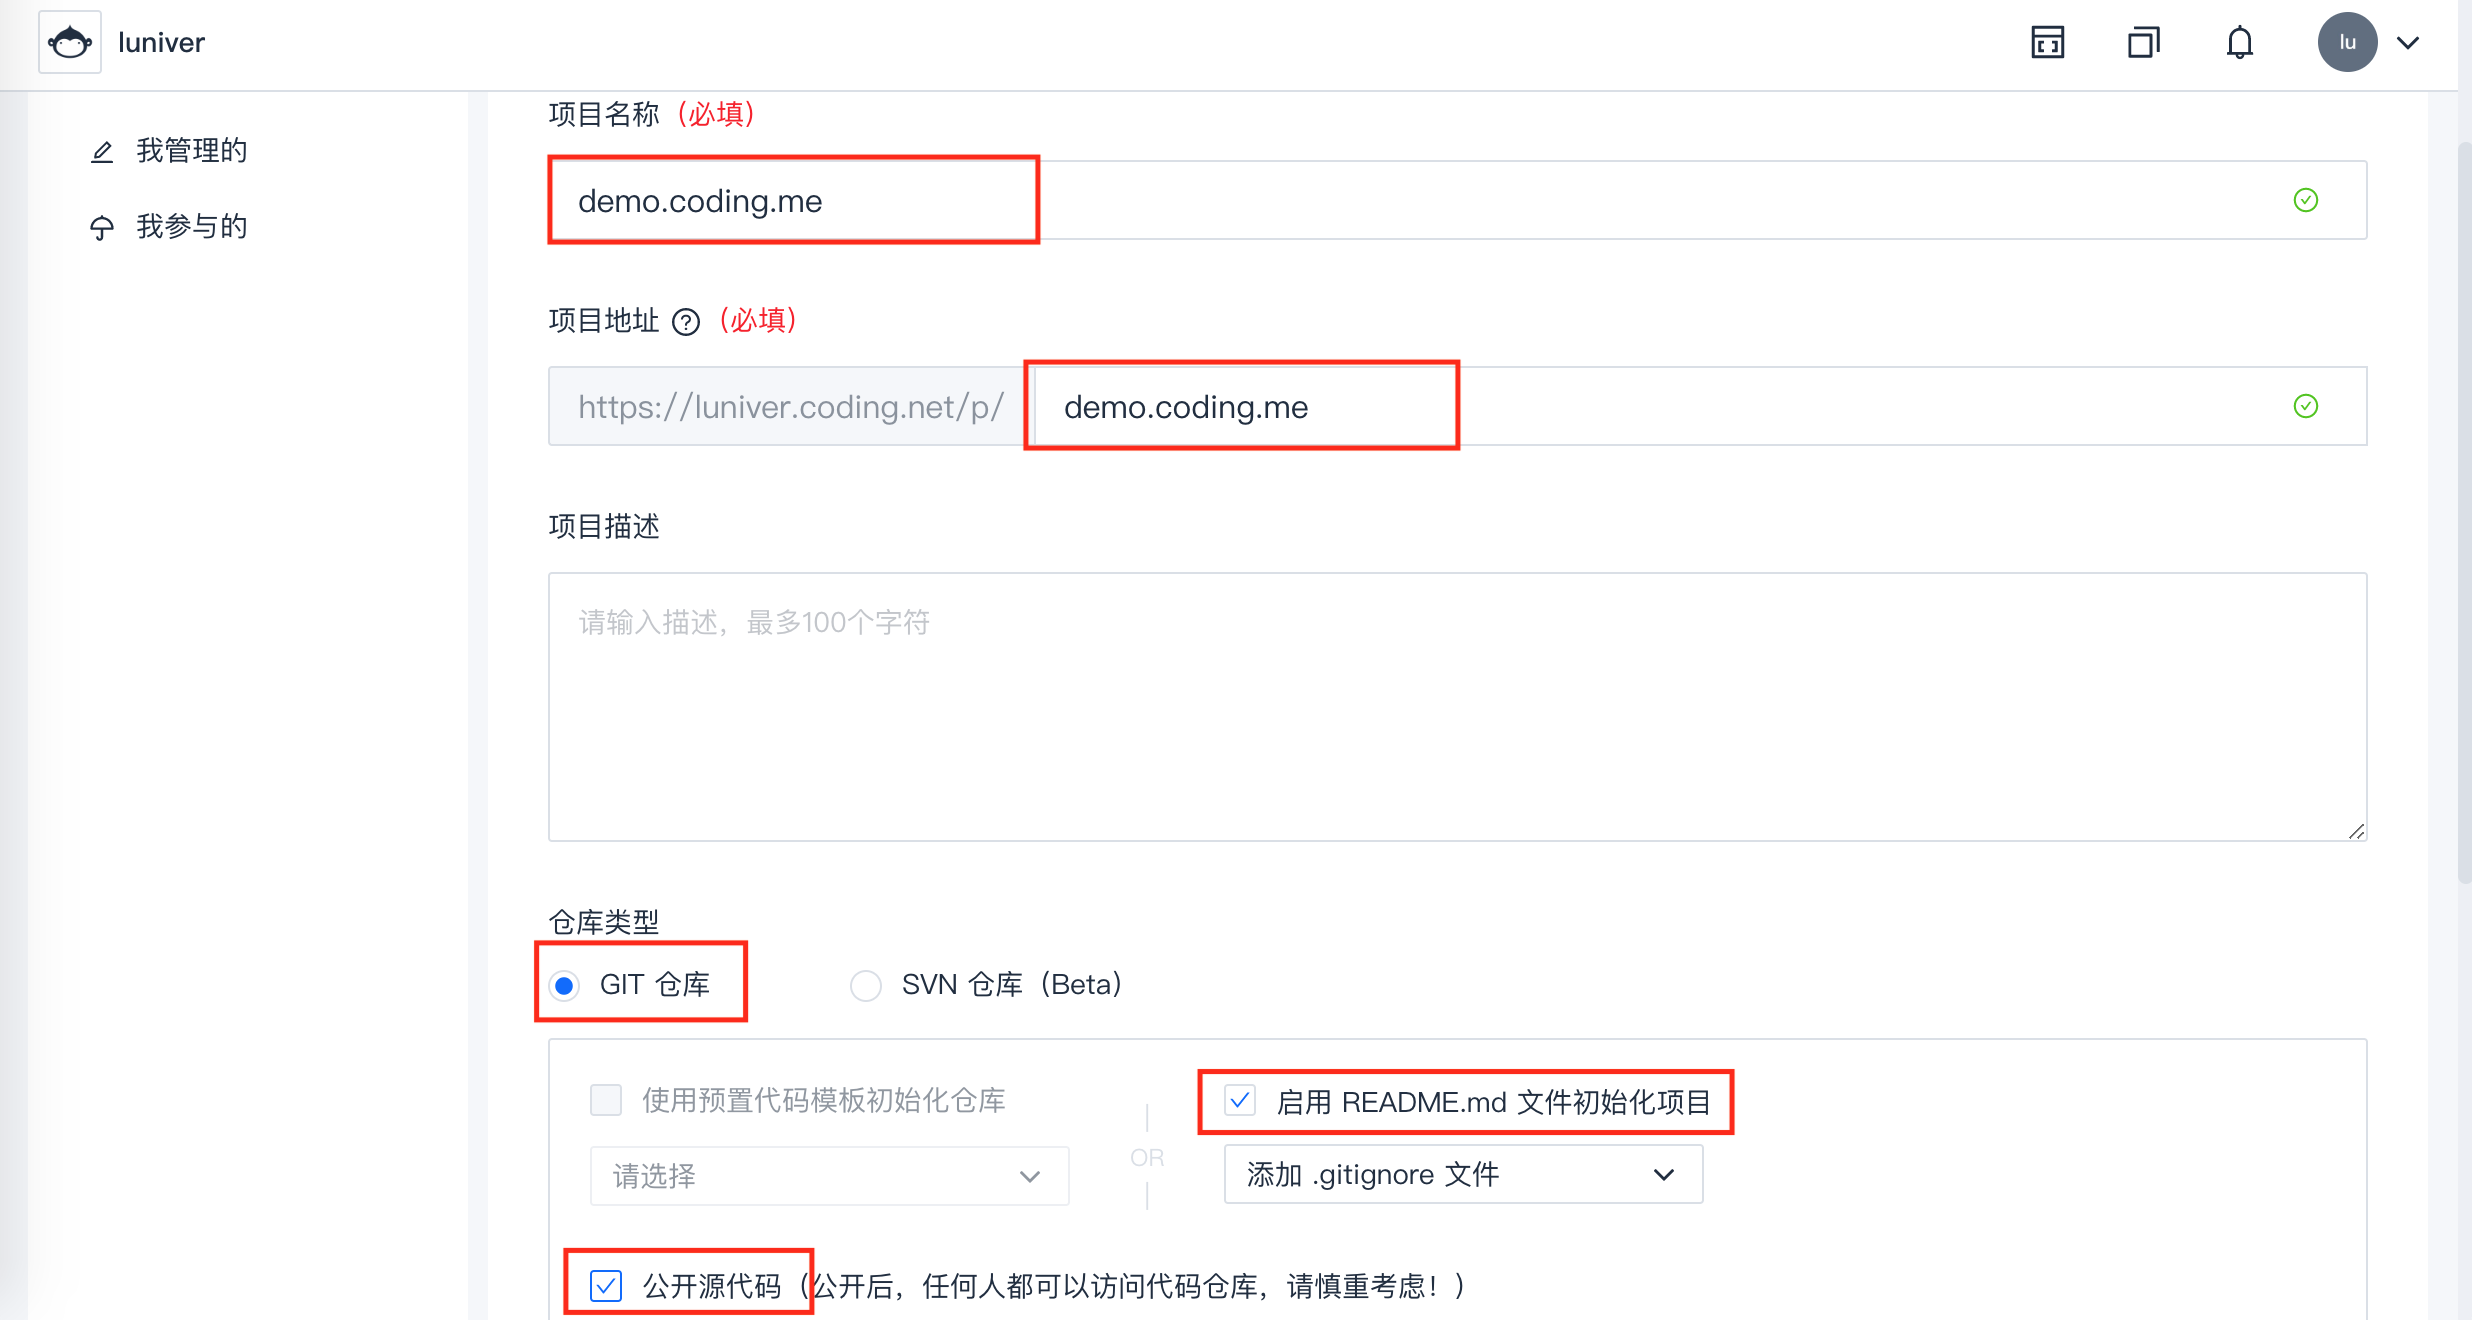 luniver
lu
我管理的
我参与的
项目名称（必填）
demo.coding.me
项目地址 ? （必填）
https://luniver.coding.net/p/ demo.coding.me
项目描述
请输入描述，最多100个字符
仓库类型
GIT 仓库 SVN 仓库（Beta）
使用预置代码模板初始化仓库 启用 README.md 文件初始化项目
OR
请选择 添加 .gitignore 文件
公开源代码（公开后，任何人都可以访问代码仓库，请慎重考虑！）